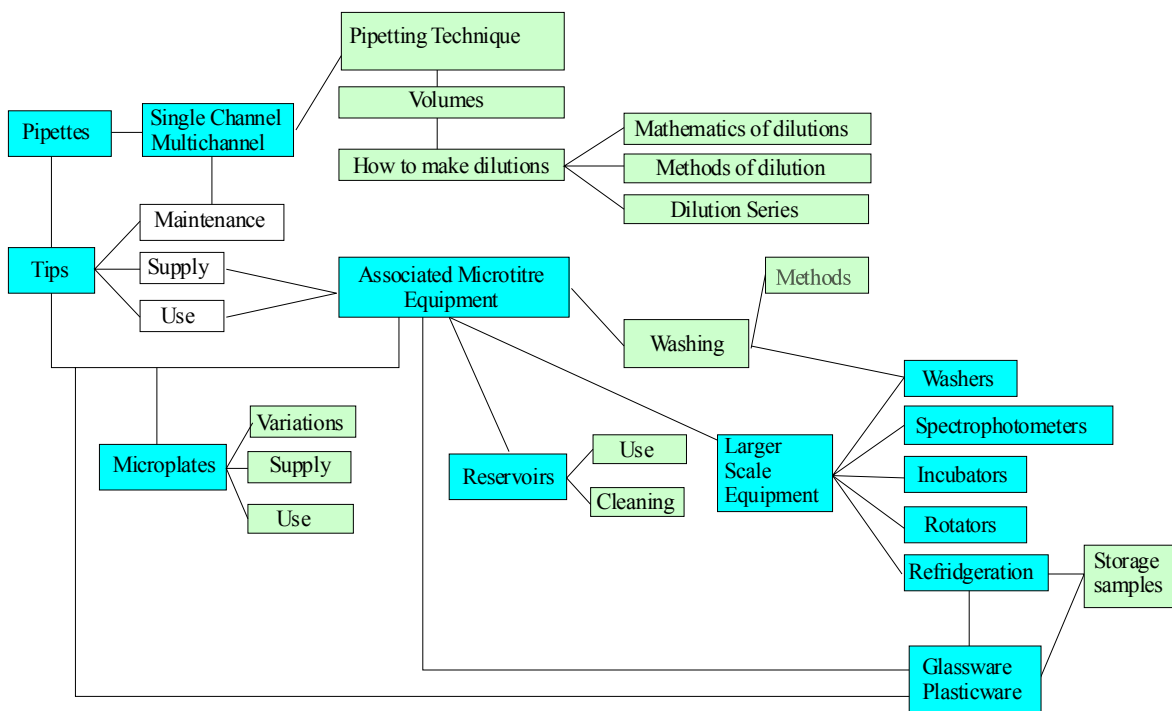 Pipetting Technique
Volumes
Pipettes
Single Channel
Multichannel
How to make dilutions
Mathematics of dilutions
Methods of dilution
Dilution Series
Maintenance
Tips
Supply
Use
Associated Microtitre
Equipment
Methods
Washing
Washers
Spectrophotometers
Incubators
Rotators
Refridgeration
Larger
Scale
Equipment
Variations
Microplates
Supply
Use
Reservoirs
Use
Cleaning
Storage
samples
Glassware
Plasticware